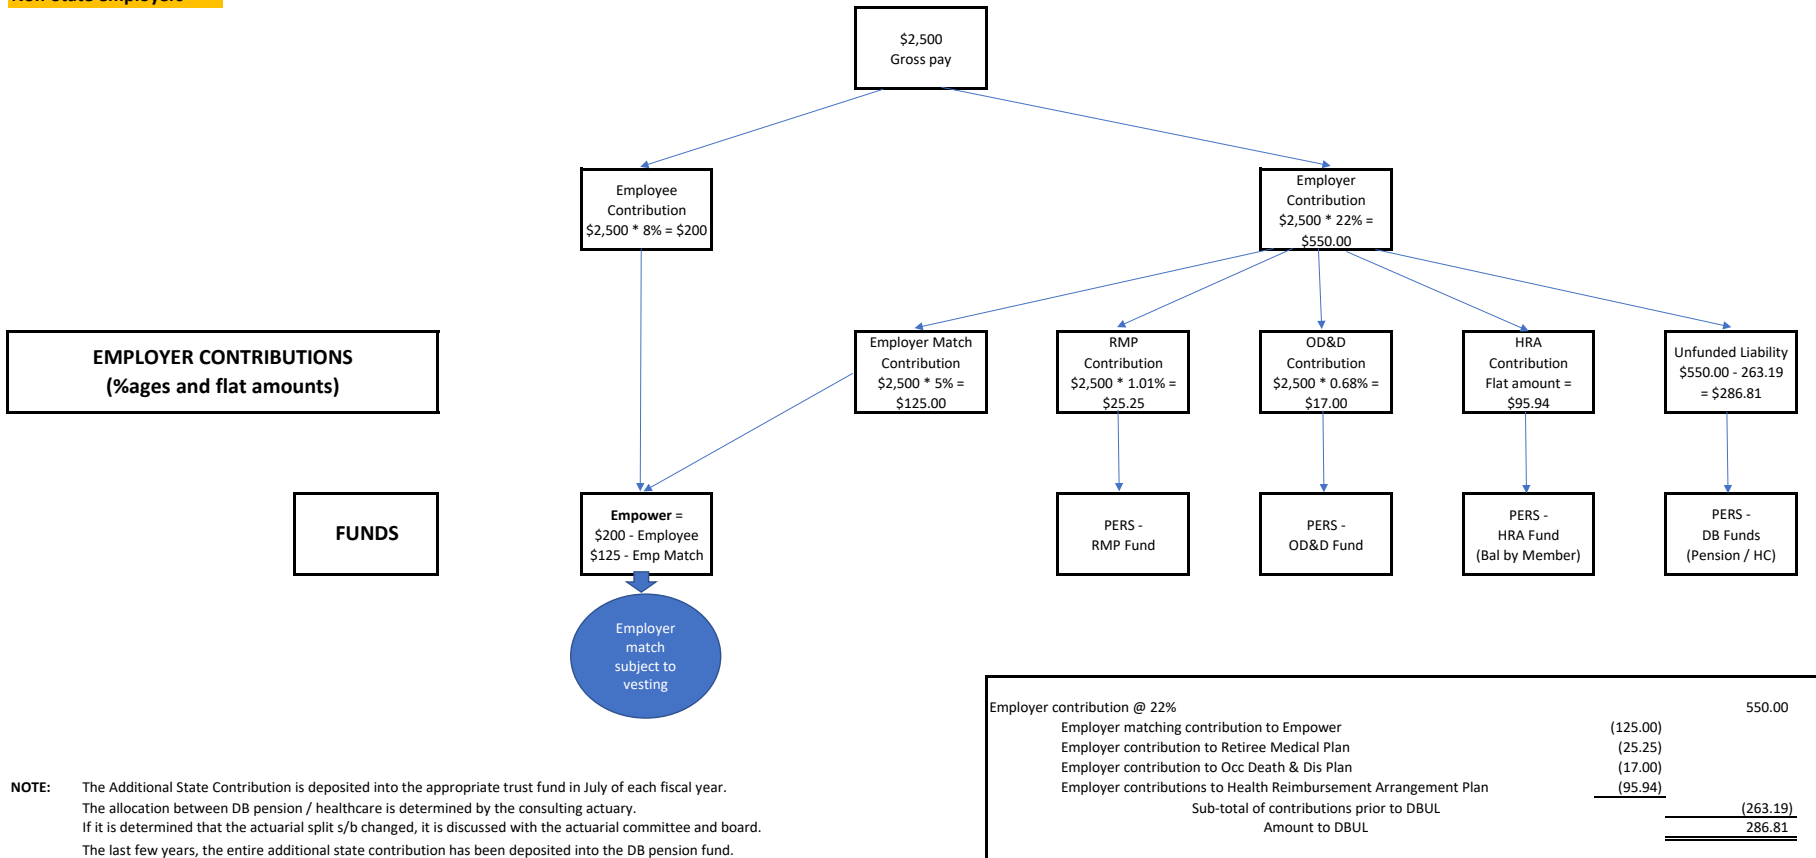 Non-State Employers
$2,500
Gross pay
Employee
Contribution
$2,500 * 8% = $200
Employer
Contribution
$2,500 * 22% =
$550.00
EMPLOYER CONTRIBUTIONS
(%ages and flat amounts)
Employer Match
Contribution
$2,500 * 5% =
$125.00
RMP
Contribution
$2,500 * 1.01% =
$25.25
OD&D
Contribution
$2,500 * 0.68% =
$17.00
HRA
Contribution
Flat amount =
$95.94
Unfunded Liability
$550.00 - 263.19
= $286.81
FUNDS
Empower =
$200 - Employee
$125 - Emp Match
PERS -
RMP Fund
PERS -
OD&D Fund
PERS -
HRA Fund
(Bal by Member)
PERS -
DB Funds
(Pension / HC)
Employer
match
subject to
vesting
Employer contribution @ 22% 550.00
Employer matching contribution to Empower (125.00)
Employer contribution to Retiree Medical Plan (25.25)
Employer contribution to Occ Death & Dis Plan (17.00)
Employer contributions to Health Reimbursement Arrangement Plan (95.94)
Sub-total of contributions prior to DBUL (263.19)
Amount to DBUL 286.81
NOTE: The Additional State Contribution is deposited into the appropriate trust fund in July of each fiscal year.
The allocation between DB pension / healthcare is determined by the consulting actuary.
If it is determined that the actuarial split s/b changed, it is discussed with the actuarial committee and board.
The last few years, the entire additional state contribution has been deposited into the DB pension fund.